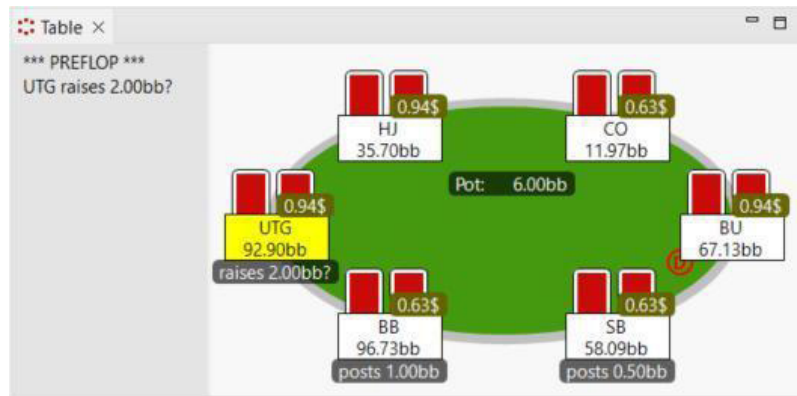 Table ×
*** PREFLOP ***
UTG raises 2.00bb?
0.94$
HJ
35.70bb
0.63$
CO
11.97bb
Pot: 6.00bb
0.94$
UTG
92.90bb
raises 2.00bb?
0.94$
BU
67.13bb
D
0.63$
BB
96.73bb
posts 1.00bb
0.63$
SB
58.09bb
posts 0.50bb